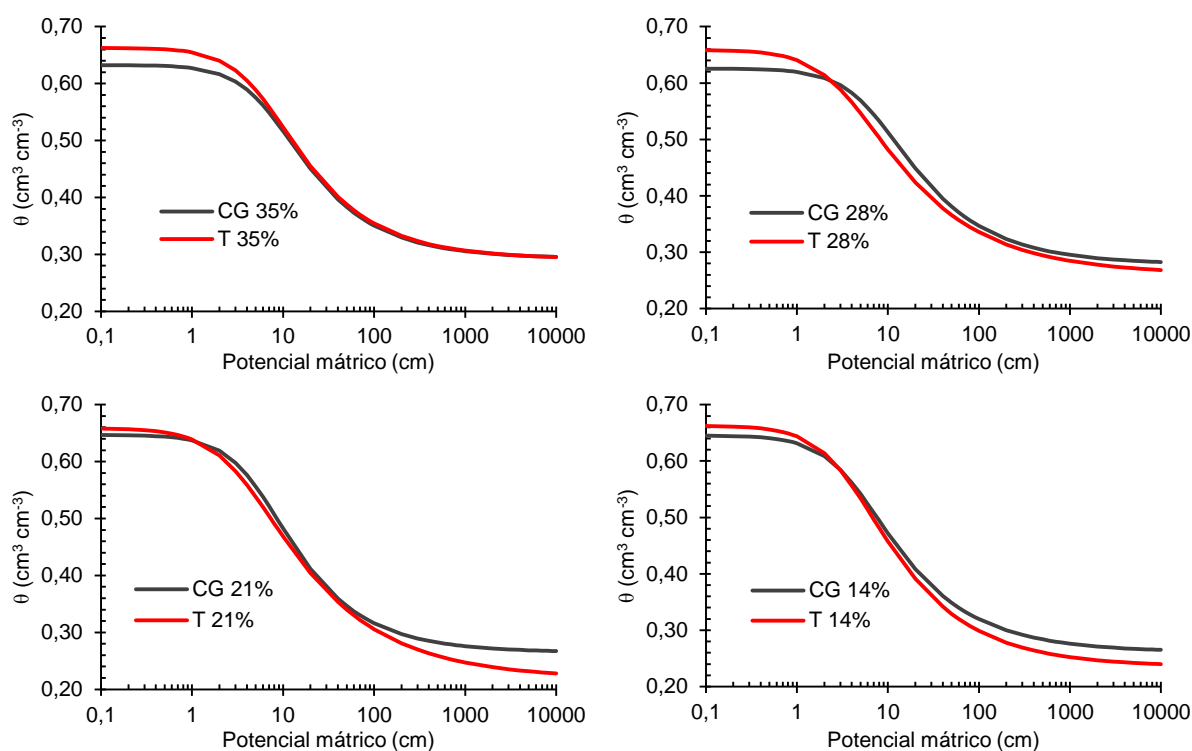 0,70
0,60
0,50
0,40
0,30
0,20
θ (cm³ cm⁻³)
CG 35%
T 35%
0,1 1 10 100 1000 10000
Potencial mátrico (cm)
0,70
0,60
0,50
0,40
0,30
0,20
θ (cm³ cm⁻³)
CG 28%
T 28%
0,1 1 10 100 1000 10000
Potencial mátrico (cm)
0,70
0,60
0,50
0,40
0,30
0,20
θ (cm³ cm⁻³)
CG 21%
T 21%
0,1 1 10 100 1000 10000
Potencial mátrico (cm)
0,70
0,60
0,50
0,40
0,30
0,20
θ (cm³ cm⁻³)
CG 14%
T 14%
0,1 1 10 100 1000 10000
Potencial mátrico (cm)